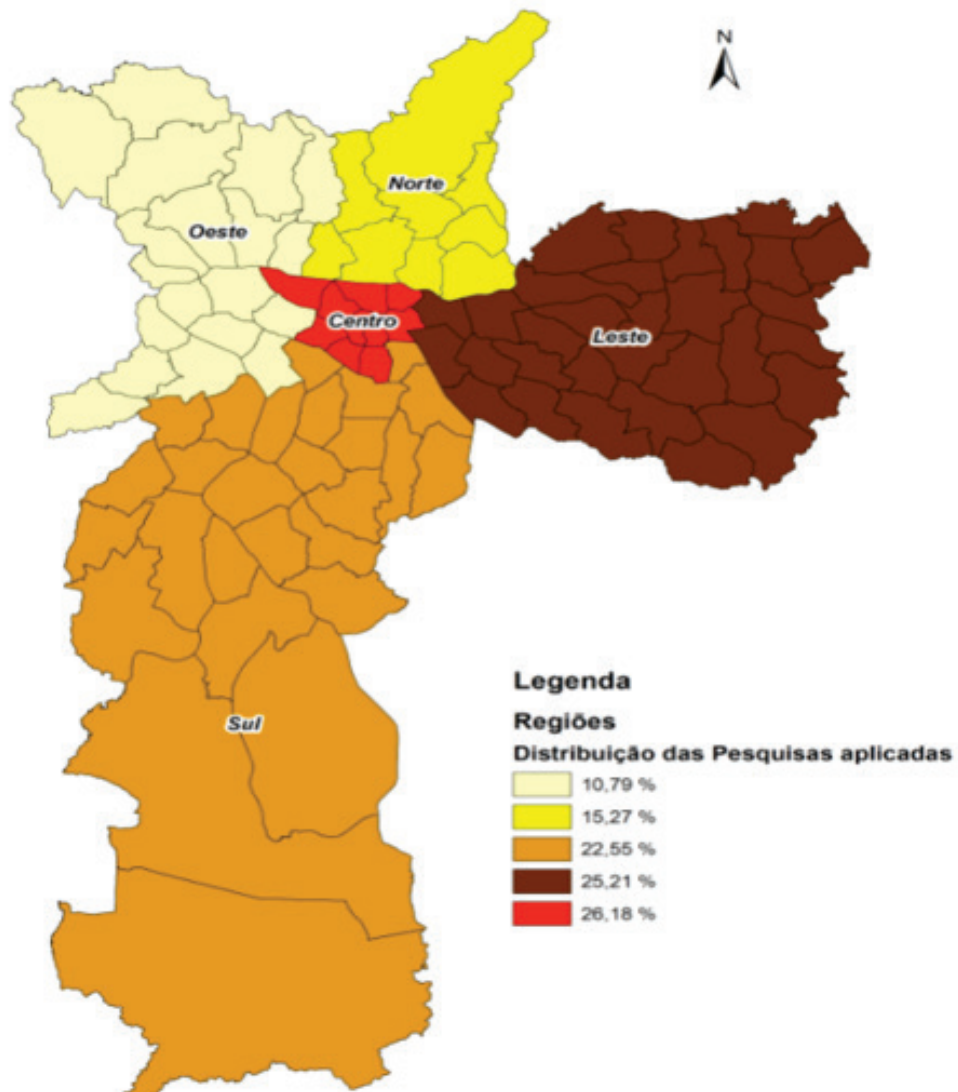 N
Norte
Oeste
Centro
Leste
Sul
Legenda
Regiões
Distribuição das Pesquisas aplicadas
10,79 %
15,27 %
22,55 %
25,21 %
26,18 %